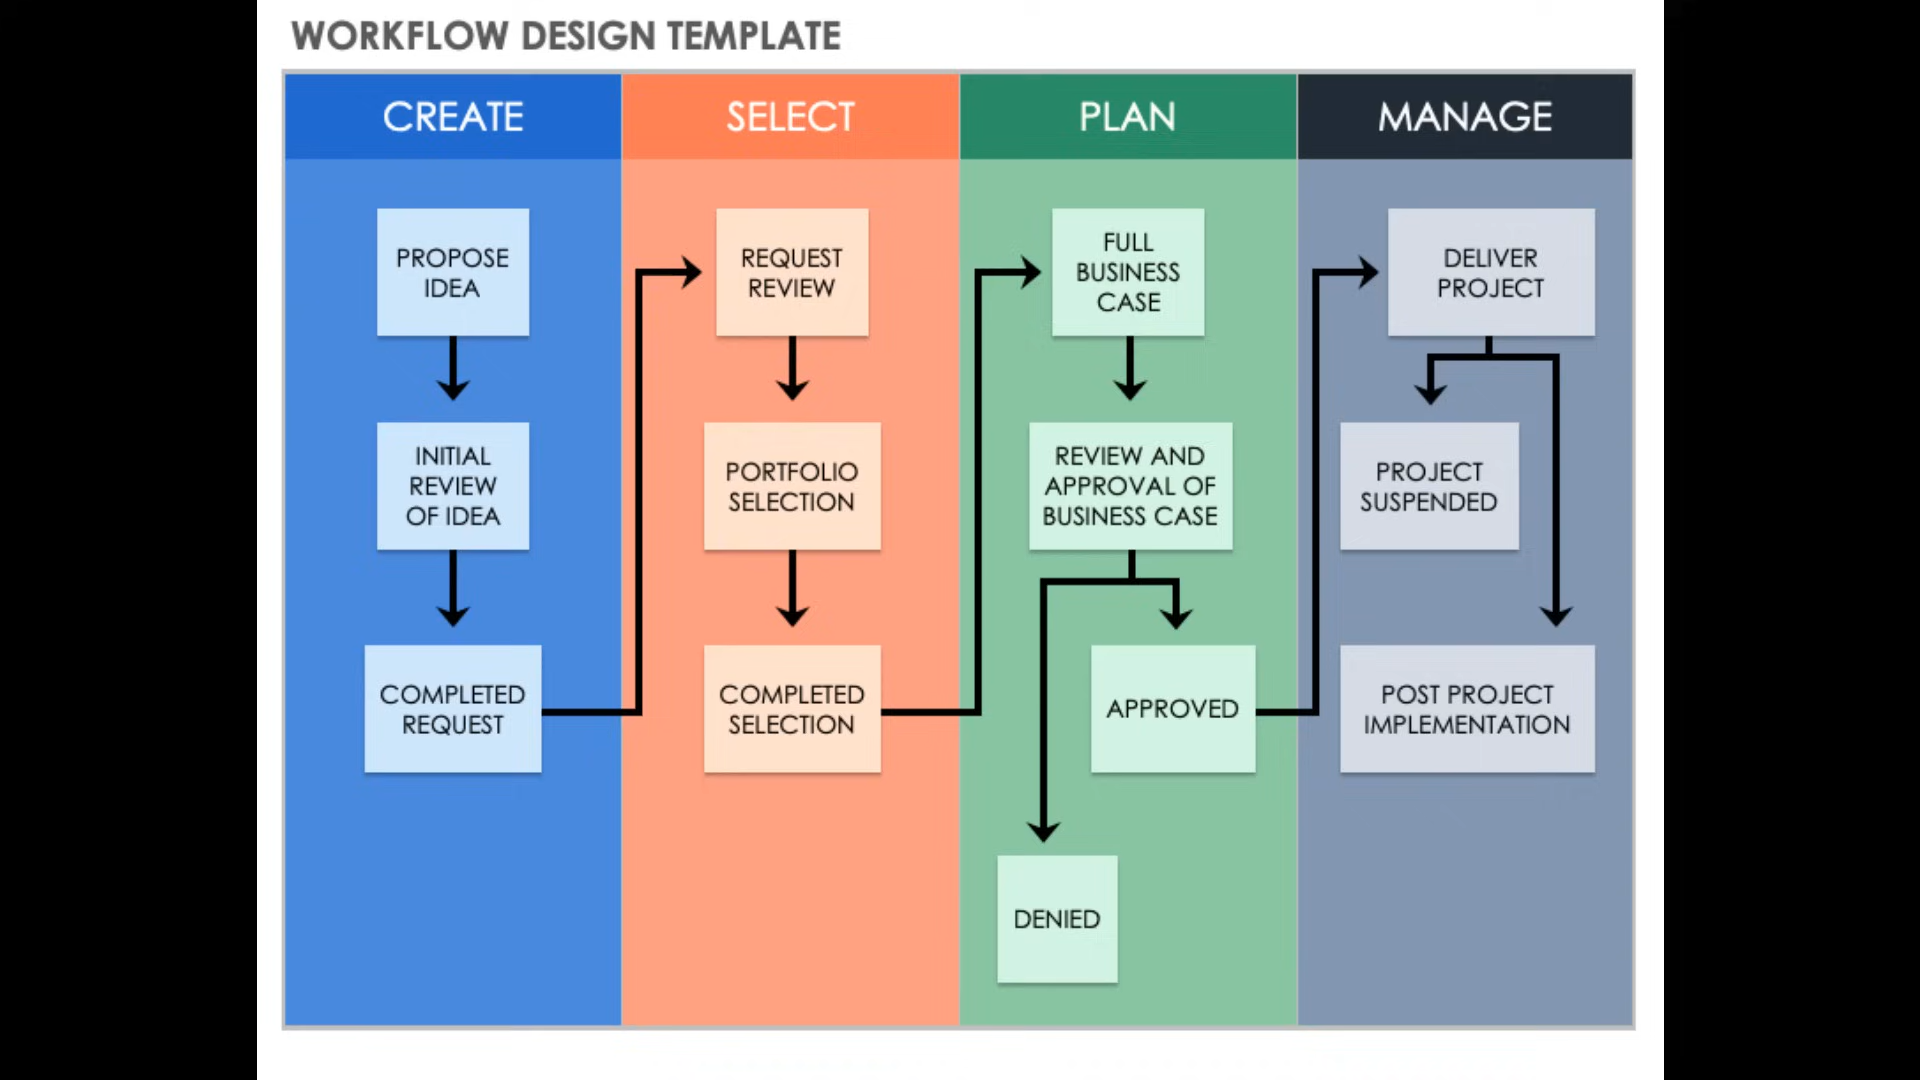 WORKFLOW DESIGN TEMPLATE
CREATE
PROPOSE
IDEA
INITIAL
REVIEW
OF IDEA
COMPLETED
REQUEST
SELECT
REQUEST
REVIEW
PORTFOLIO
SELECTION
COMPLETED
SELECTION
PLAN
FULL
BUSINESS
CASE
REVIEW AND
APPROVAL OF
BUSINESS CASE
APPROVED
DENIED
MANAGE
DELIVER
PROJECT
PROJECT
SUSPENDED
POST PROJECT
IMPLEMENTATION